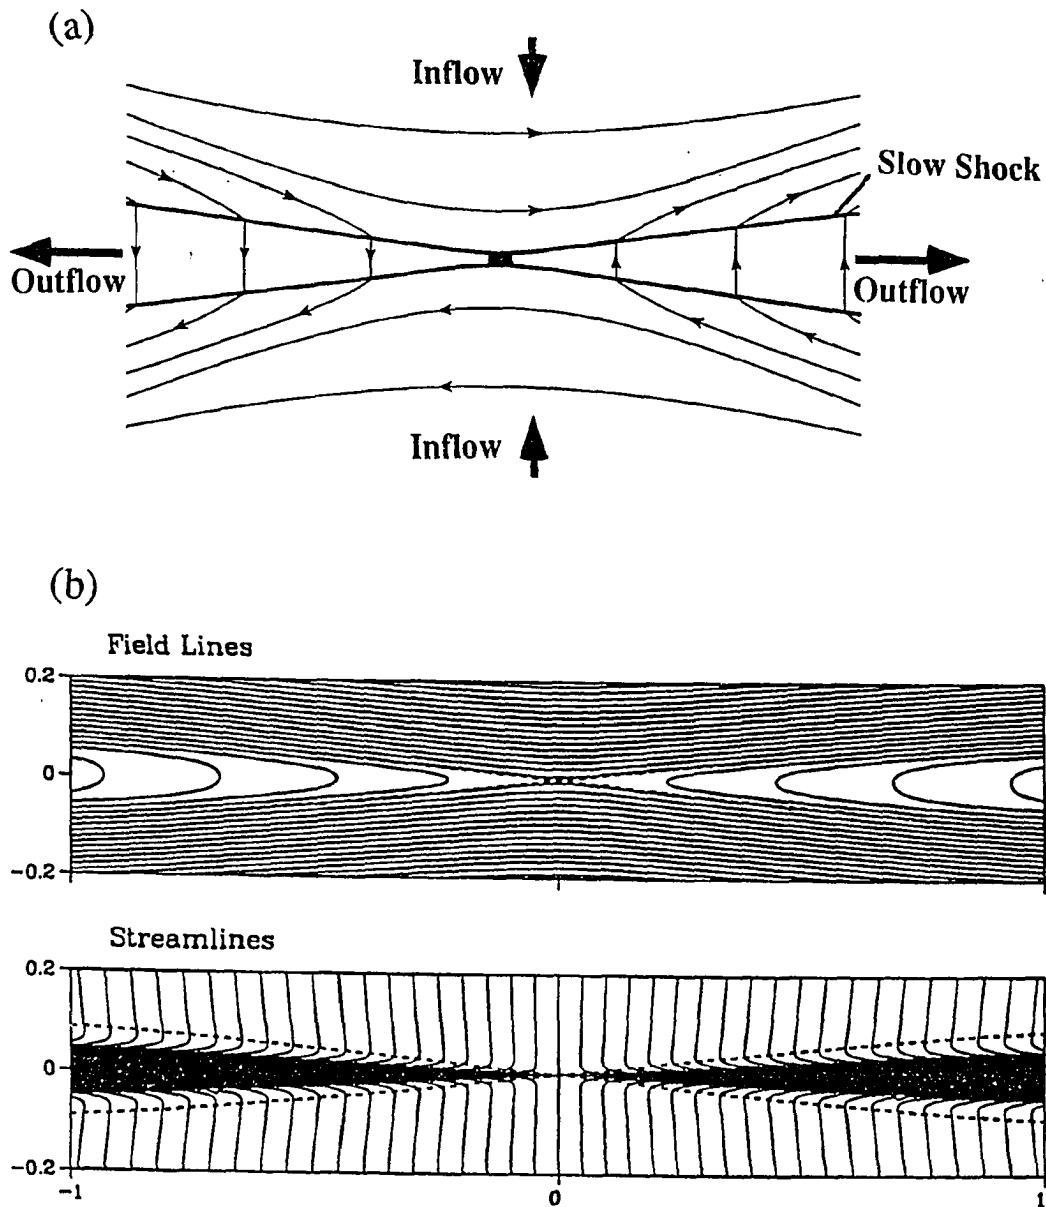 (a)
Inflow
Slow Shock
Outflow
Outflow
Inflow
(b)
Field Lines
0.2
0
-0.2
Streamlines
0.2
0
-0.2
-1
0
1